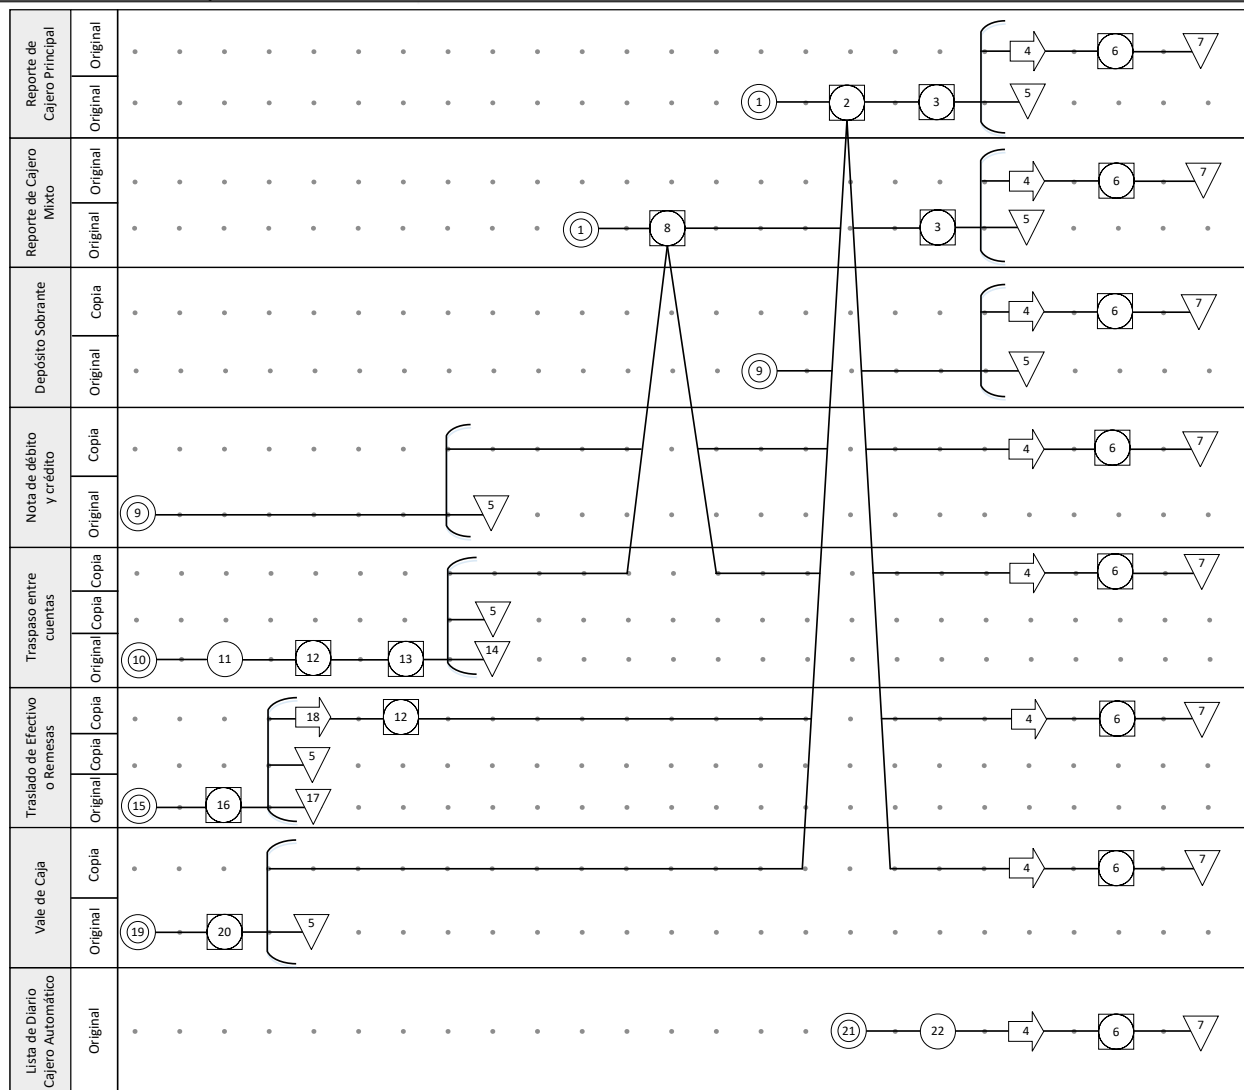 Reporte de
Cajero Principal
Original
4
6
7
Original
1
2
3
5
Reporte de Cajero
Mixto
Original
4
6
7
Original
1
8
3
5
Depósito Sobrante
Copia
4
6
7
Original
9
5
Nota de débito
y crédito
Copia
4
6
7
Original
9
5
Traspaso entre
cuentas
Copia
4
6
7
Copia
5
Original
10
11
12
13
14
Traslado de Efectivo
o Remesas
Copia
18
12
4
6
7
Copia
5
Original
15
16
17
Vale de Caja
Copia
4
6
7
Original
19
20
5
Lista de Diario
Cajero Automático
Original
21
22
4
6
7